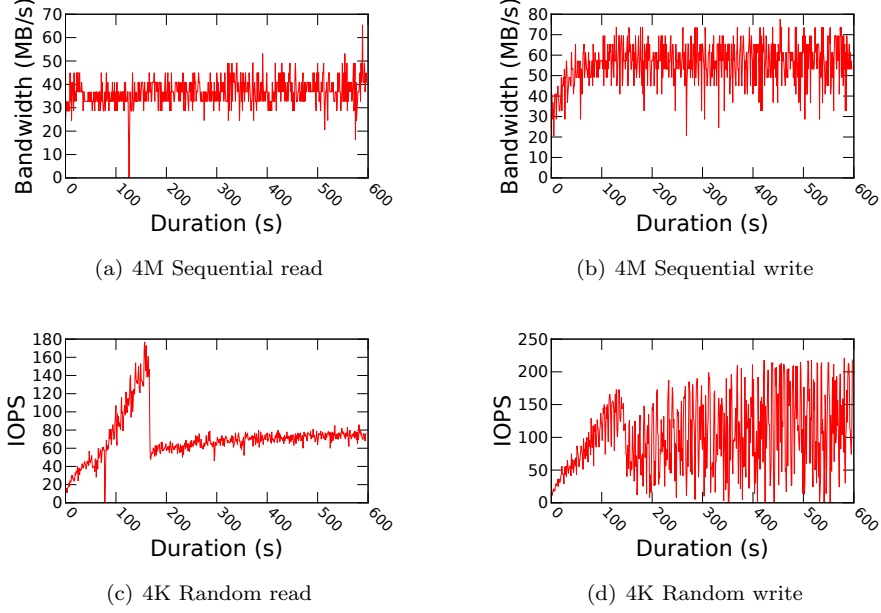 70
60
50
40
30
20
10
0
Bandwidth (MB/s)
0 100 200 300 400 500 600
Duration (s)
(a) 4M Sequential read
80
70
60
50
40
30
20
10
0
Bandwidth (MB/s)
0 100 200 300 400 500 600
Duration (s)
(b) 4M Sequential write
180
160
140
120
100
80
60
40
20
0
IOPS
0 100 200 300 400 500 600
Duration (s)
(c) 4K Random read
250
200
150
100
50
0
IOPS
0 100 200 300 400 500 600
Duration (s)
(d) 4K Random write